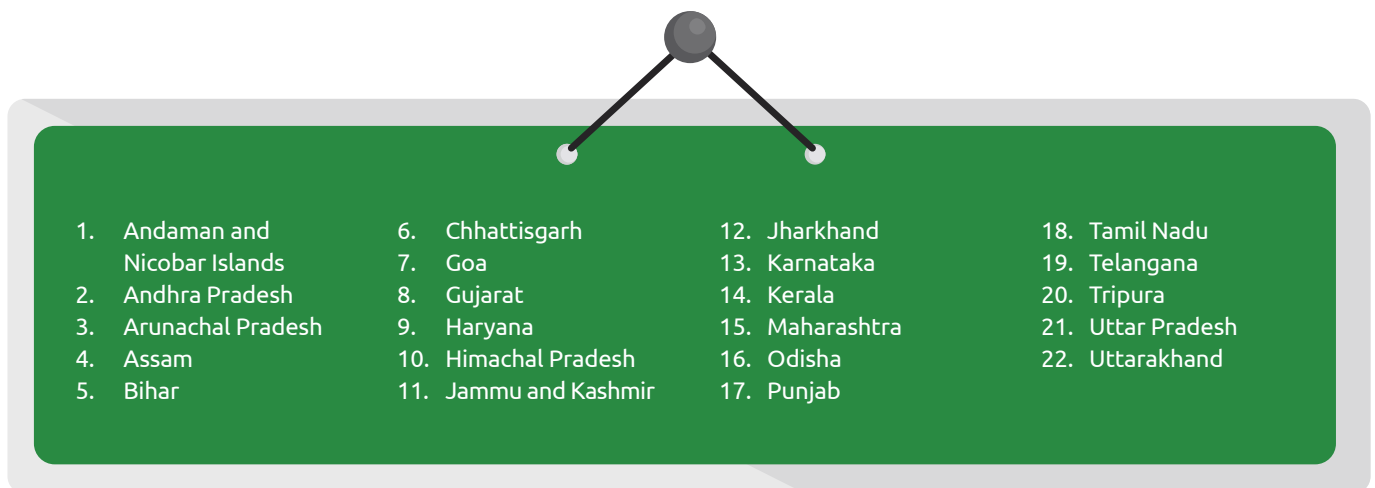 1. Andaman and
Nicobar Islands
2. Andhra Pradesh
3. Arunachal Pradesh
4. Assam
5. Bihar
6. Chhattisgarh
7. Goa
8. Gujarat
9. Haryana
10. Himachal Pradesh
11. Jammu and Kashmir
12. Jharkhand
13. Karnataka
14. Kerala
15. Maharashtra
16. Odisha
17. Punjab
18. Tamil Nadu
19. Telangana
20. Tripura
21. Uttar Pradesh
22. Uttarakhand